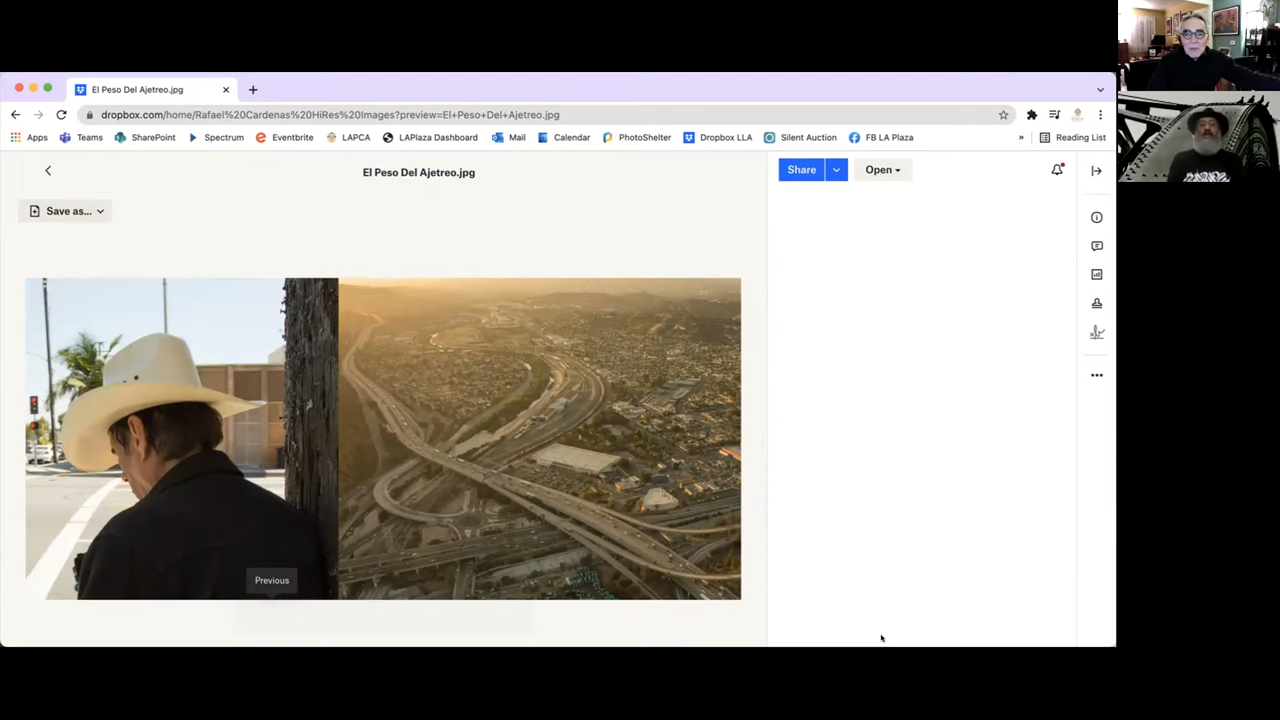 El Peso Del Ajetreo.jpg
dropbox.com/home/Rafael%20Cardenas%20HiRes%20Images?preview=El+Peso+Del+Ajetreo.jpg
Apps Teams SharePoint Spectrum Eventbrite LAPCA LAPlaza Dashboard Mail Calendar PhotoShelter Dropbox LLA Silent Auction FB LA Plaza » Reading List
El Peso Del Ajetreo.jpg
Share Open
Save as...
Previous